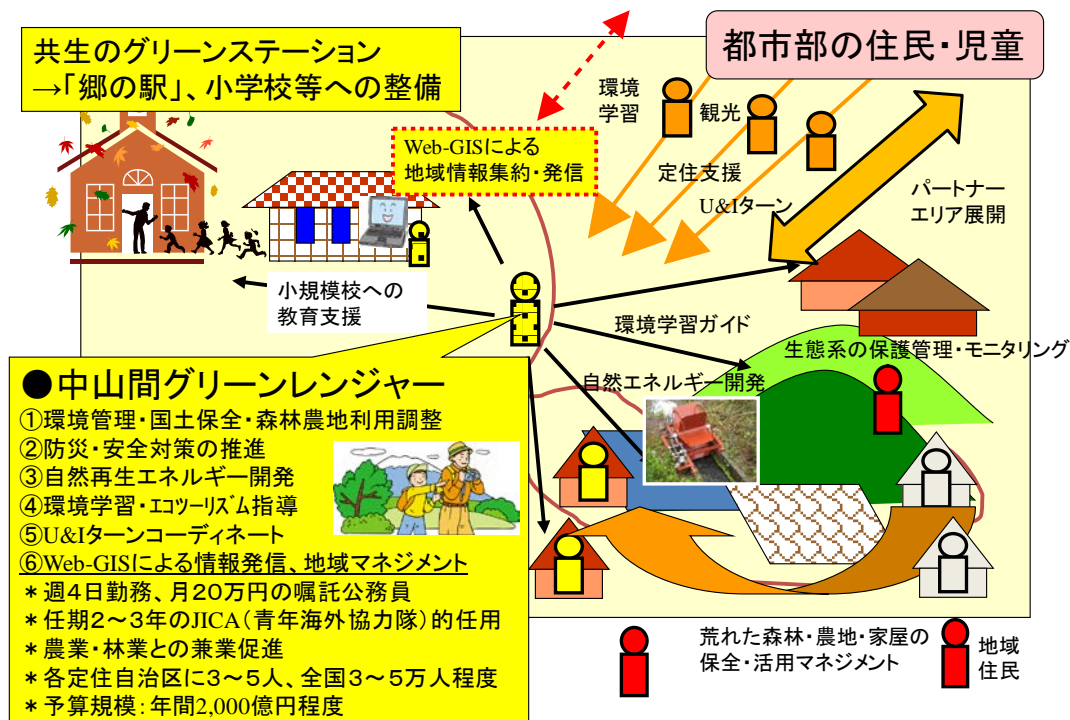 共生のグリーンステーション
→「郷の駅」、小学校等への整備
都市部の住民・児童
環境
学習
観光
定住支援
U&Iターン
パートナー
エリア展開
Web-GISによる
地域情報集約・発信
小規模校への
教育支援
環境学習ガイド
生態系の保護管理・モニタリング
自然エネルギー開発
●中山間グリーンレンジャー
①環境管理・国土保全・森林農地利用調整
②防災・安全対策の推進
③自然再生エネルギー開発
④環境学習・エコツーリズム指導
⑤U&Iターンコーディネート
⑥Web-GISによる情報発信、地域マネジメント
＊週4日勤務、月20万円の嘱託公務員
＊任期2～3年のJICA（青年海外協力隊）的任用
＊農業・林業との兼業促進
＊各定住自治区に3～5人、全国3～5万人程度
＊予算規模：年間2,000億円程度
荒れた森林・農地・家屋の
保全・活用マネジメント
地域
住民